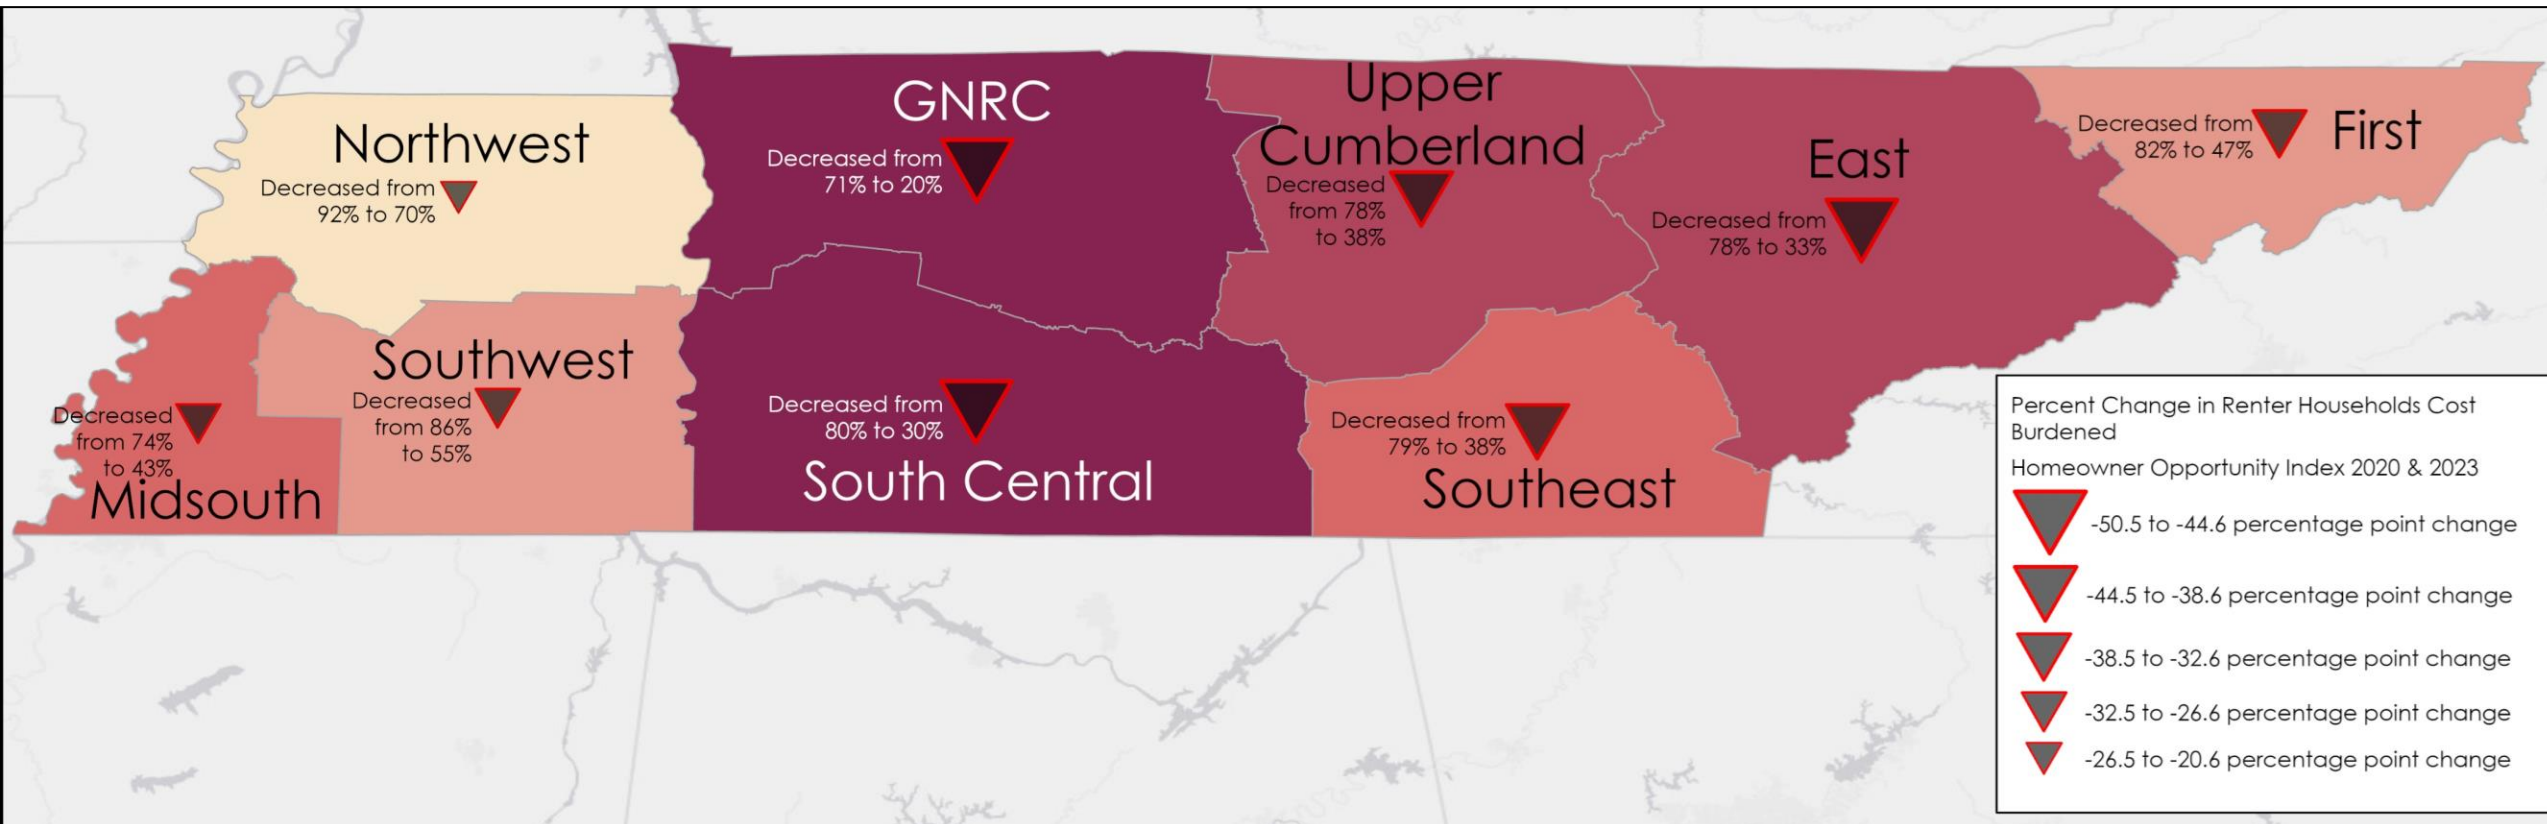 Northwest
Decreased from
92% to 70%
GNRC
Decreased from
71% to 20%
Upper
Cumberland
Decreased
from 78%
to 38%
East
Decreased from
78% to 33%
First
Decreased from
82% to 47%
Midsouth
Decreased
from 74%
to 43%
Southwest
Decreased
from 86%
to 55%
South Central
Decreased from
80% to 30%
Southeast
Decreased from
79% to 38%
Percent Change in Renter Households Cost
Burdened
Homeowner Opportunity Index 2020 & 2023
-50.5 to -44.6 percentage point change
-44.5 to -38.6 percentage point change
-38.5 to -32.6 percentage point change
-32.5 to -26.6 percentage point change
-26.5 to -20.6 percentage point change